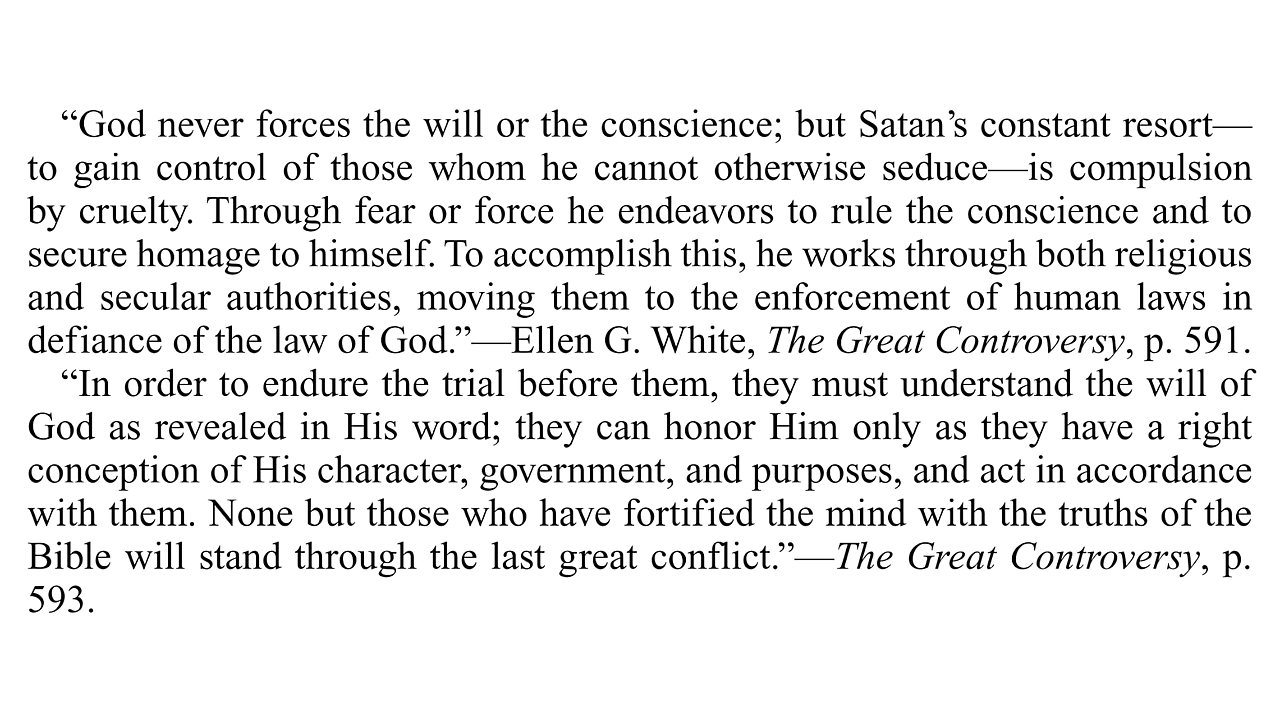 “God never forces the will or the conscience; but Satan’s constant resort—
to gain control of those whom he cannot otherwise seduce—is compulsion
by cruelty. Through fear or force he endeavors to rule the conscience and to
secure homage to himself. To accomplish this, he works through both religious
and secular authorities, moving them to the enforcement of human laws in
defiance of the law of God.”—Ellen G. White, The Great Controversy, p. 591.
“In order to endure the trial before them, they must understand the will of
God as revealed in His word; they can honor Him only as they have a right
conception of His character, government, and purposes, and act in accordance
with them. None but those who have fortified the mind with the truths of the
Bible will stand through the last great conflict.”—The Great Controversy, p.
593.